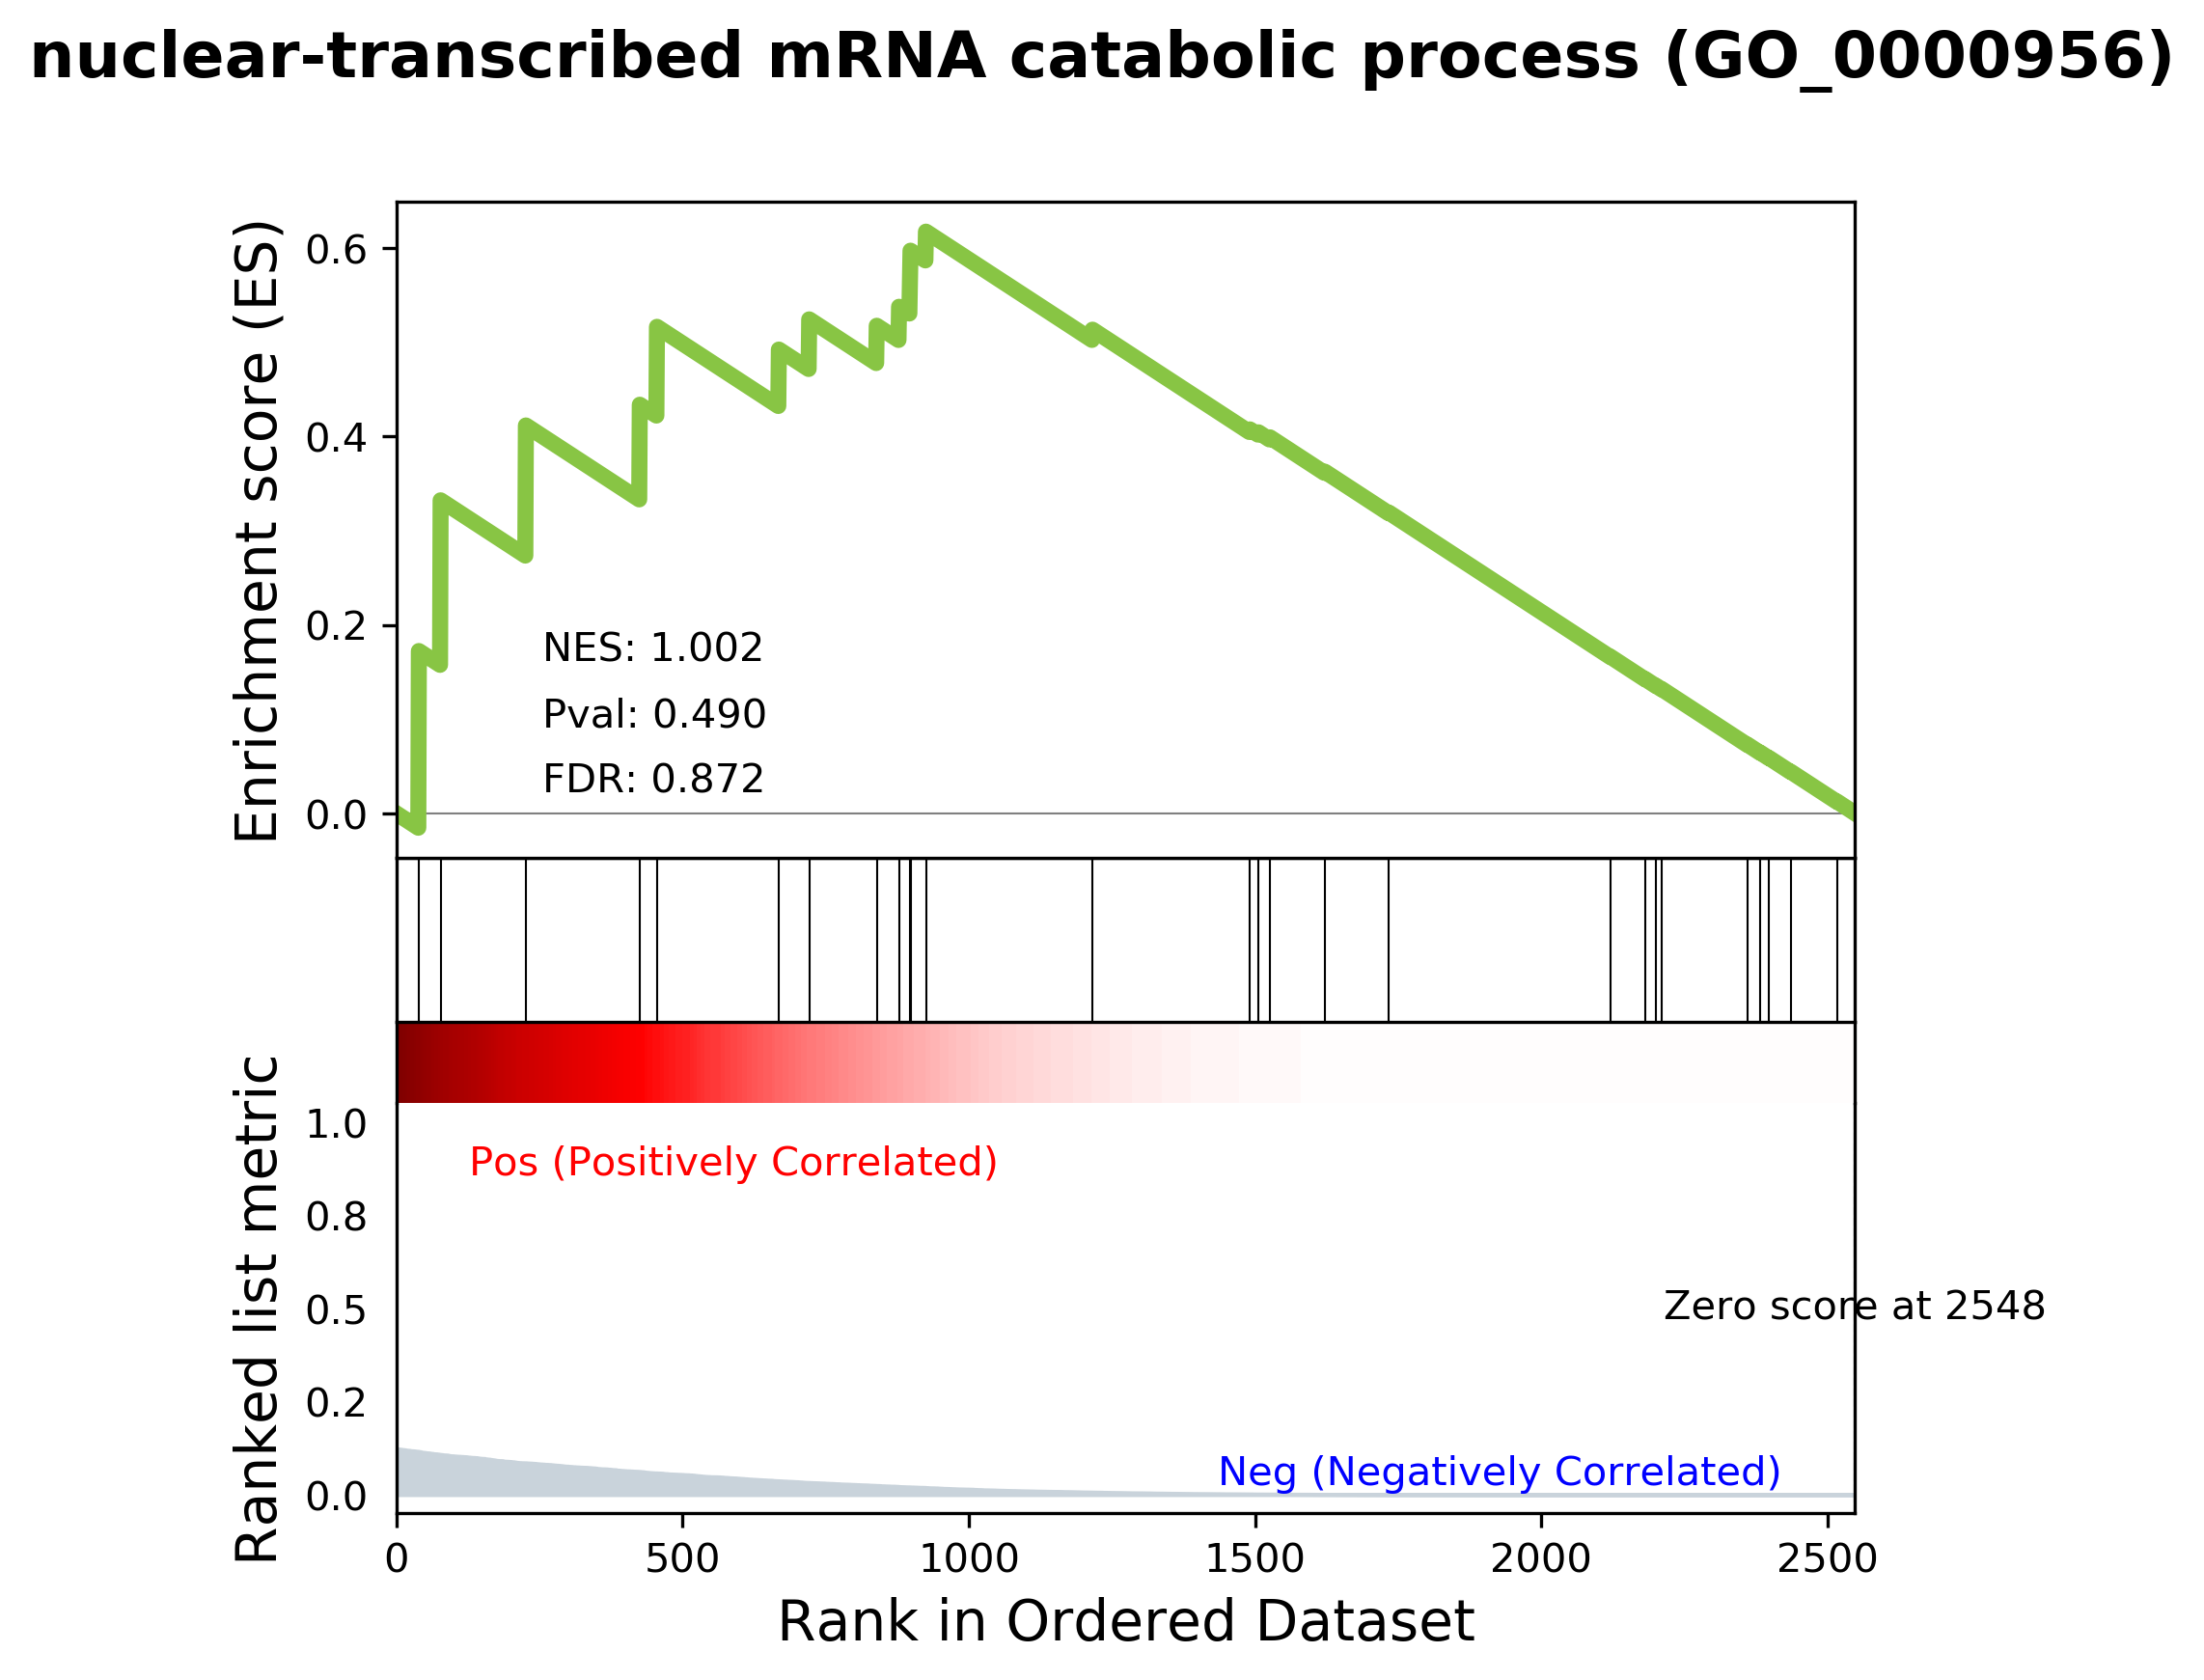 nuclear-transcribed mRNA catabolic process (GO_0000956)
Enrichment score (ES)
0.6
0.4
0.2
0.0
NES: 1.002
Pval: 0.490
FDR: 0.872
Ranked list metric
1.0
0.8
0.5
0.2
0.0
Pos (Positively Correlated)
Zero score at 2548
Neg (Negatively Correlated)
0 500 1000 1500 2000 2500
Rank in Ordered Dataset